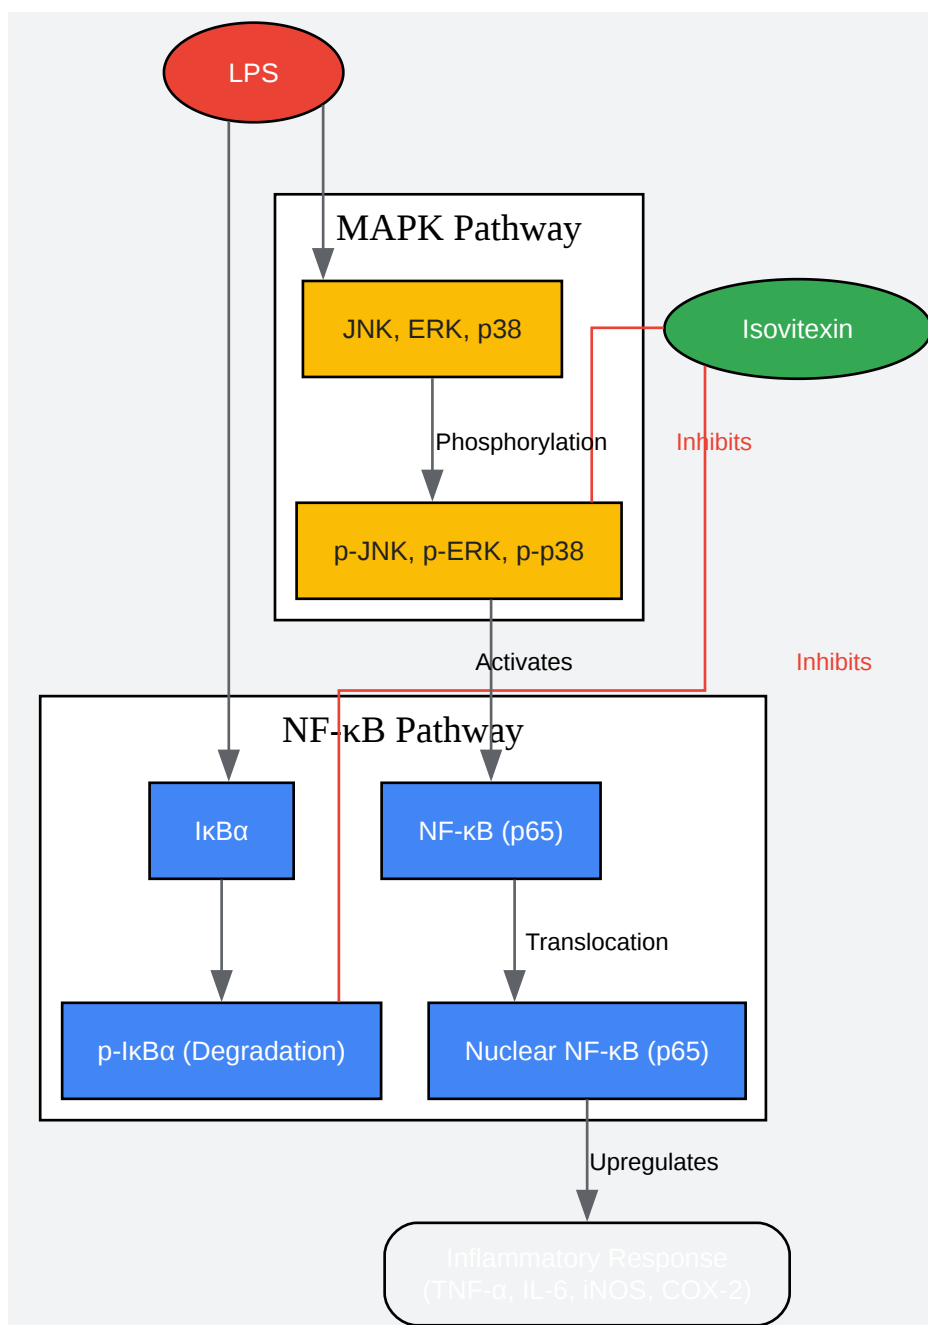 LPS
MAPK Pathway
JNK, ERK, p38
Isovitexin
Phosphorylation
Inhibits
p-JNK, p-ERK, p-p38
Activates
Inhibits
NF-κB Pathway
IκBα
NF-κB (p65)
Translocation
p-IκBα (Degradation)
Nuclear NF-κB (p65)
Upregulates
Inflammatory Response
(TNF-α, IL-6, iNOS, COX-2)